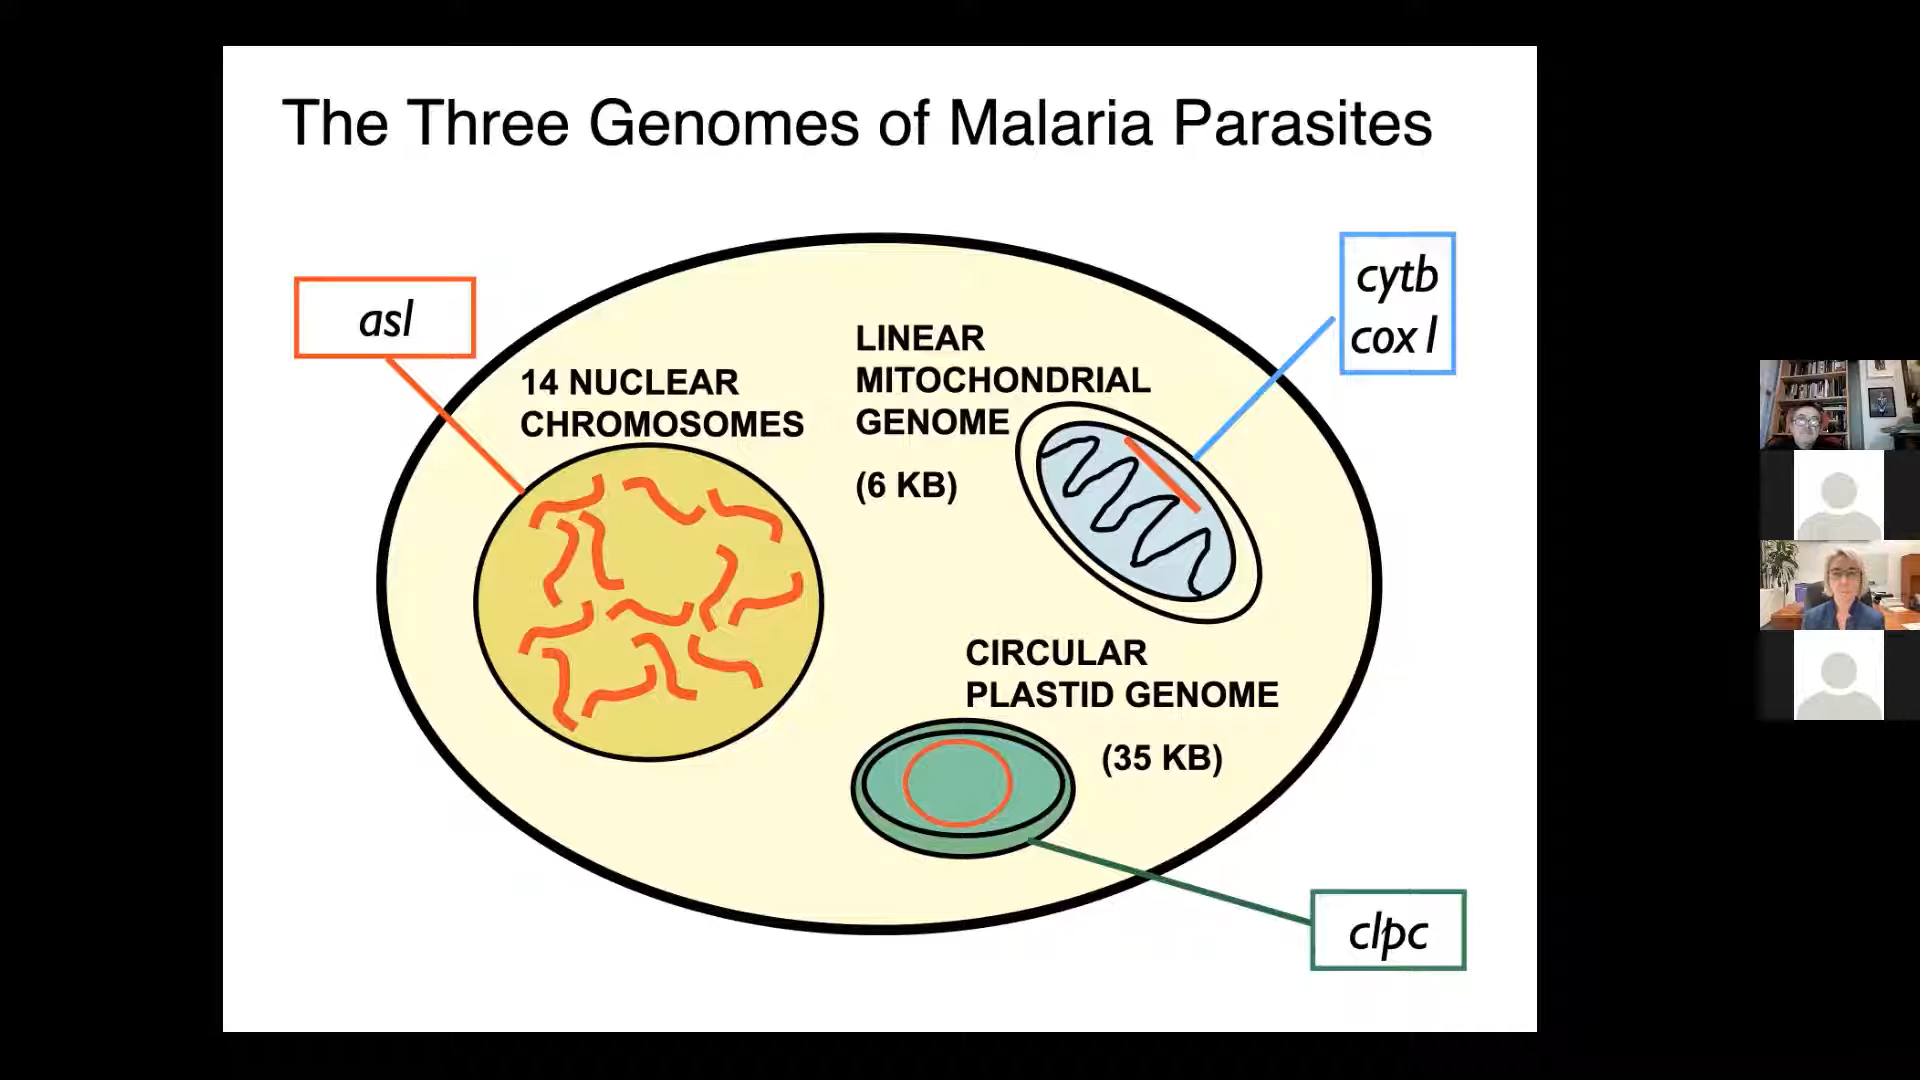 The Three Genomes of Malaria Parasites
asl
14 NUCLEAR
CHROMOSOMES
LINEAR
MITOCHONDRIAL
GENOME
(6 KB)
cytb
cox1
CIRCULAR
PLASTID GENOME
(35 KB)
clpc